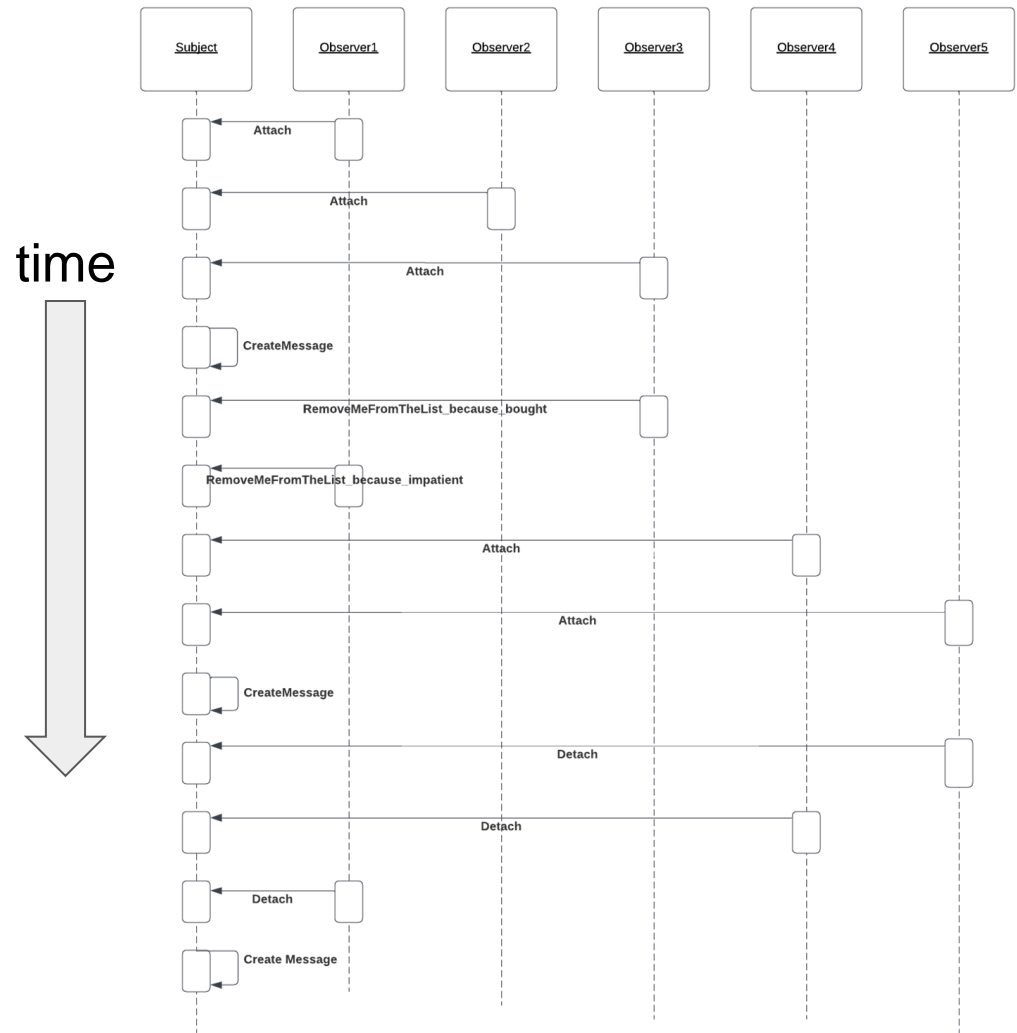 Subject
Observer1
Observer2
Observer3
Observer4
Observer5
Attach
Attach
time
Attach
CreateMessage
RemoveMeFromTheList_because_bought
RemoveMeFromTheList_because_impatient
Attach
Attach
CreateMessage
Detach
Detach
Detach
Create Message